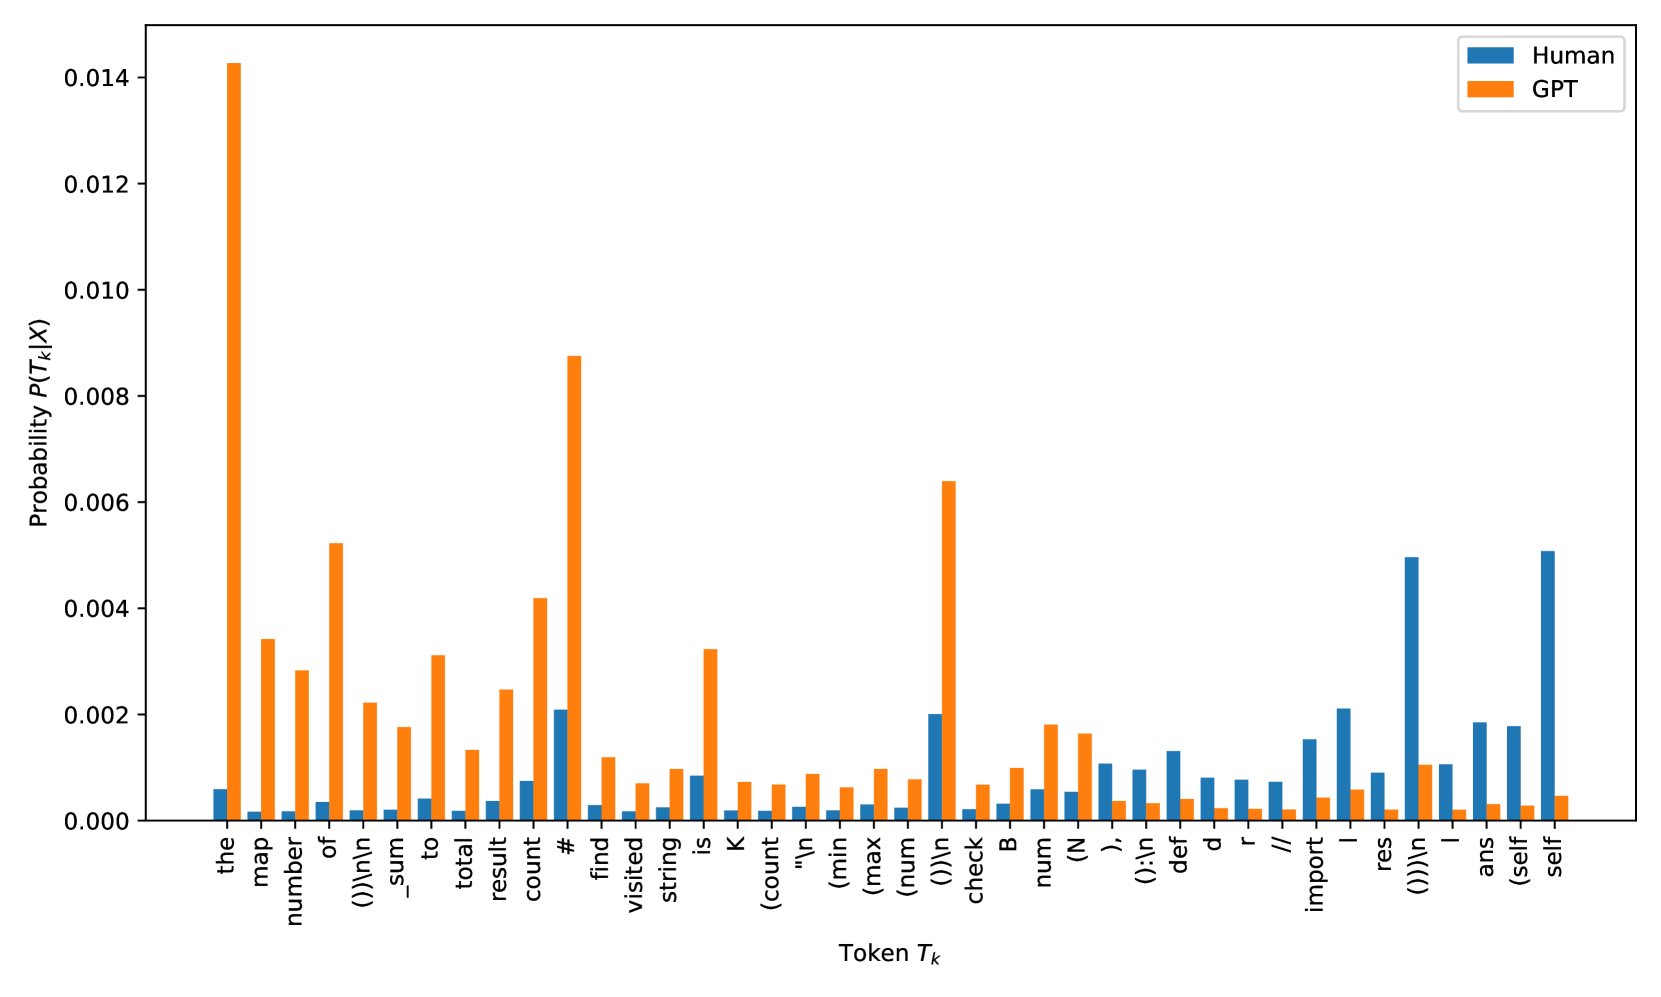 Human
GPT
0.014
0.012
0.010
0.008
0.006
0.004
0.002
0.000
Probability P(T_k|X)
the
map
number
of
())\n\n
_sum
to
total
result
count
#
find
visited
string
is
K
(count
"\n
(min
(max
(num
())\n
check
B
num
(N
),
():\n
def
d
r
//
import
l
res
()))\n
l
ans
(self
self
Token T_k